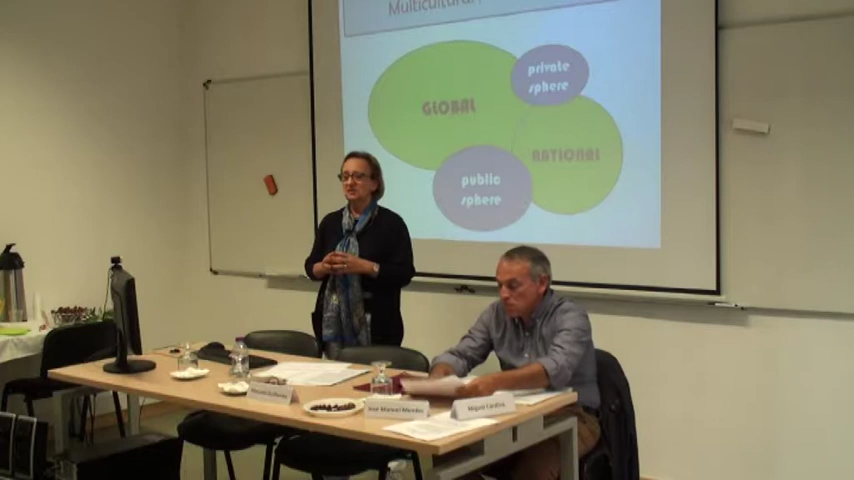 Multicultural
private
sphere
GLOBAL
NATIONAL
public
sphere
José Manuel Mendes
Miguel Cardina